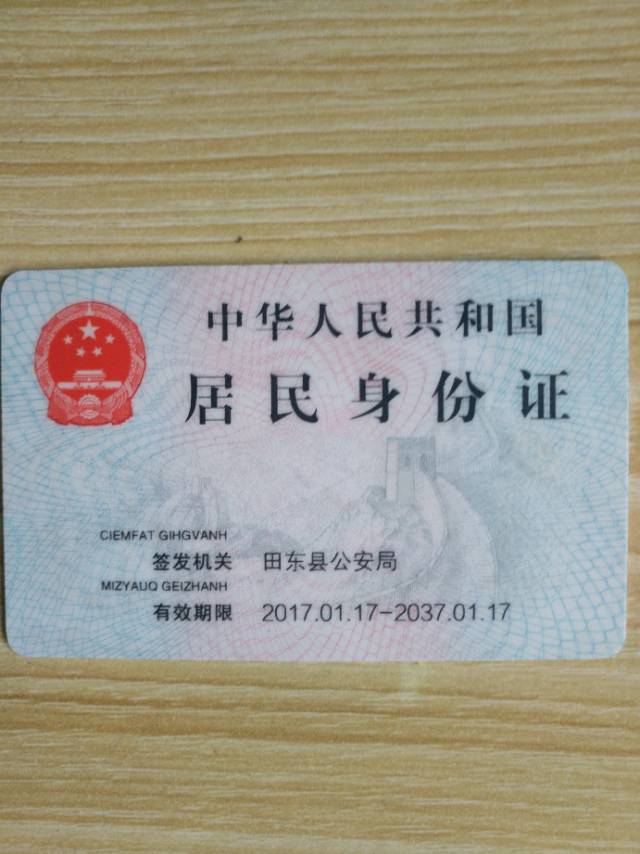 中华人民共和国
居民身份证
CIEMFAT GIHGVANH
签发机关 田东县公安局
MIZYAUQ GEIZHANH
有效期限 2017.01.17-2037.01.17